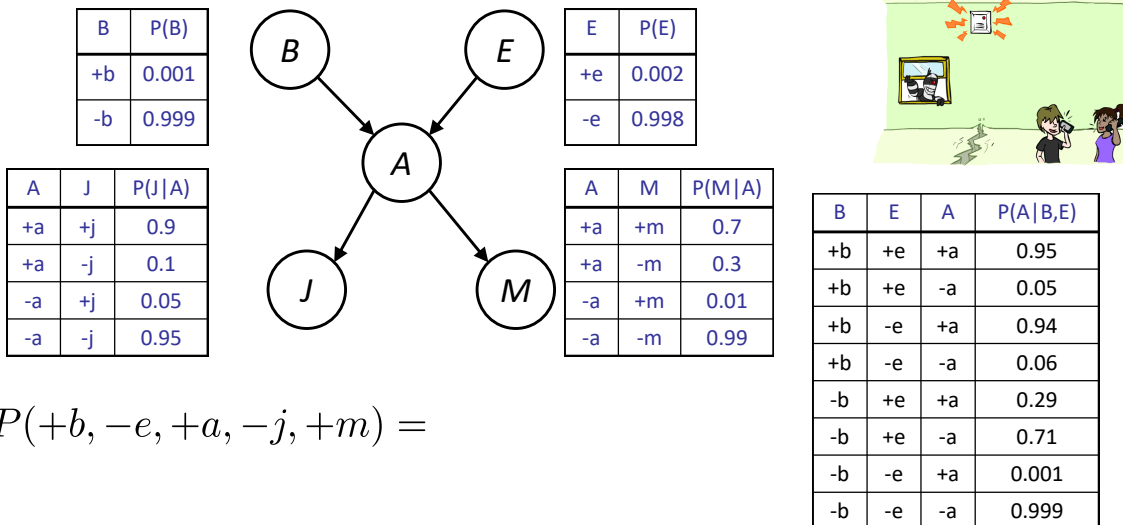 B P(B)
+b 0.001
-b 0.999
B
E
E P(E)
+e 0.002
-e 0.998
A
A J P(J|A)
+a +j 0.9
+a -j 0.1
-a +j 0.05
-a -j 0.95
J
M
A M P(M|A)
+a +m 0.7
+a -m 0.3
-a +m 0.01
-a -m 0.99
B E A P(A|B,E)
+b +e +a 0.95
+b +e -a 0.05
+b -e +a 0.94
+b -e -a 0.06
-b +e +a 0.29
-b +e -a 0.71
-b -e +a 0.001
-b -e -a 0.999
P(+b, −e, +a, −j, +m) =